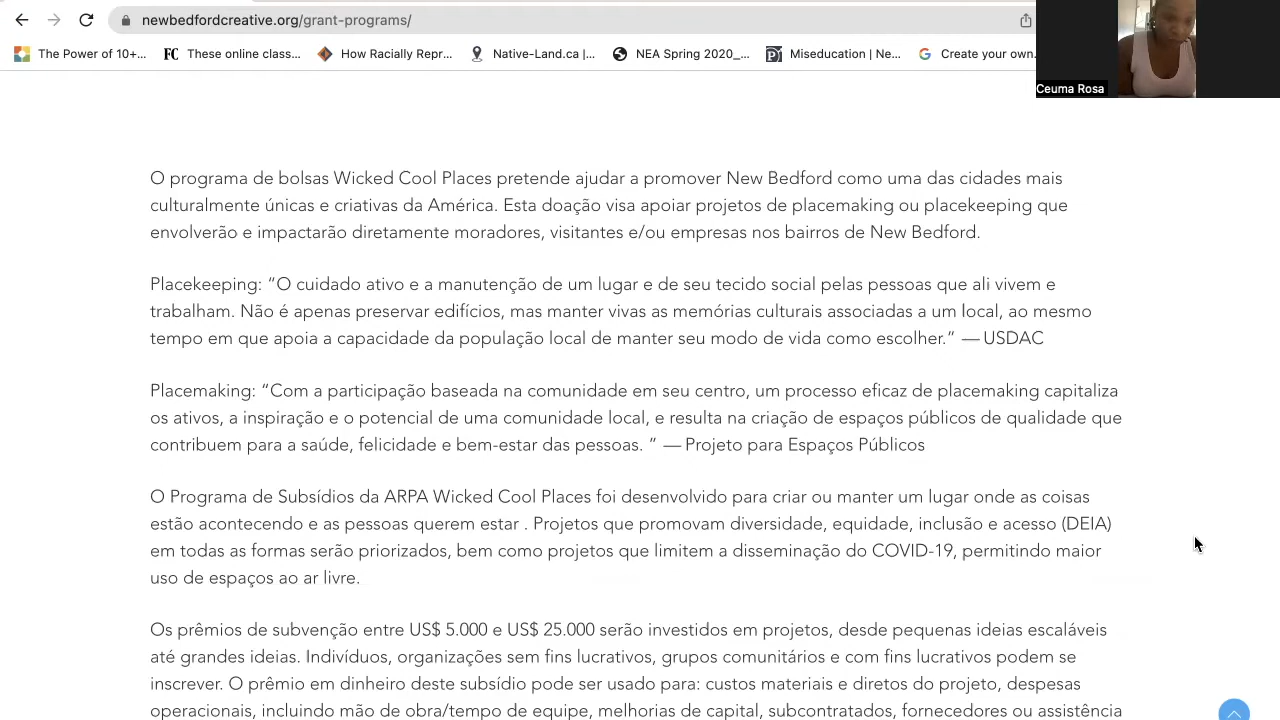 newbedfordcreative.org/grant-programs/
The Power of 10+... These online class... How Racially Repr... Native-Land.ca |... NEA Spring 2020_... Miseducation | Ne... Create your own.
Ceuma Rosa
O programa de bolsas Wicked Cool Places pretende ajudar a promover New Bedford como uma das cidades mais
culturalmente únicas e criativas da América. Esta doação visa apoiar projetos de placemaking ou placekeeping que
envolverão e impactarão diretamente moradores, visitantes e/ou empresas nos bairros de New Bedford.
Placekeeping: “O cuidado ativo e a manutenção de um lugar e de seu tecido social pelas pessoas que ali vivem e
trabalham. Não é apenas preservar edifícios, mas manter vivas as memórias culturais associadas a um local, ao mesmo
tempo em que apoia a capacidade da população local de manter seu modo de vida como escolher.” — USDAC
Placemaking: “Com a participação baseada na comunidade em seu centro, um processo eficaz de placemaking capitaliza
os ativos, a inspiração e o potencial de uma comunidade local, e resulta na criação de espaços públicos de qualidade que
contribuem para a saúde, felicidade e bem-estar das pessoas. ” — Projeto para Espaços Públicos
O Programa de Subsídios da ARPA Wicked Cool Places foi desenvolvido para criar ou manter um lugar onde as coisas
estão acontecendo e as pessoas querem estar . Projetos que promovam diversidade, equidade, inclusão e acesso (DEIA)
em todas as formas serão priorizados, bem como projetos que limitem a disseminação do COVID-19, permitindo maior
uso de espaços ao ar livre.
Os prêmios de subvenção entre US$ 5.000 e US$ 25.000 serão investidos em projetos, desde pequenas ideias escaláveis
até grandes ideias. Indivíduos, organizações sem fins lucrativos, grupos comunitários e com fins lucrativos podem se
inscrever. O prêmio em dinheiro deste subsídio pode ser usado para: custos materiais e diretos do projeto, despesas
operacionais, incluindo mão de obra/tempo de equipe, melhorias de capital, subcontratados, fornecedores ou assistência